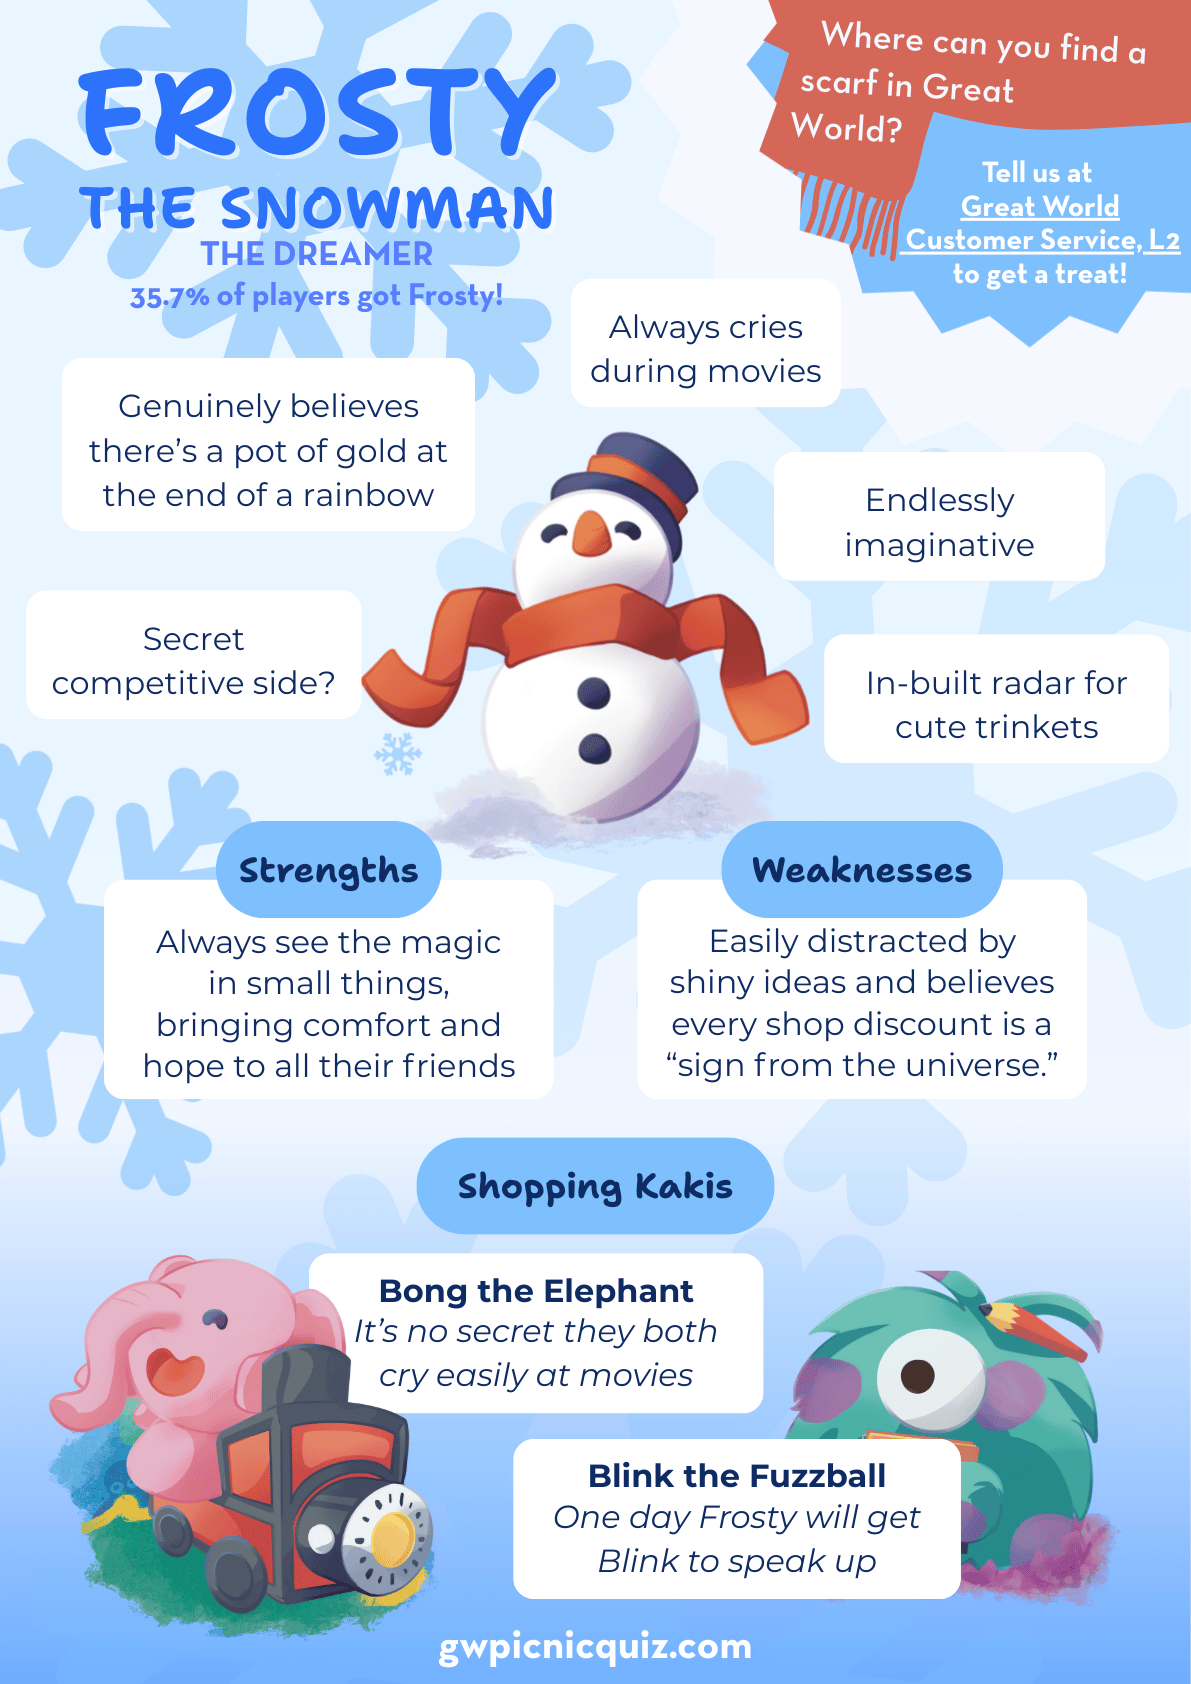 FROSTY
THE SNOWMAN
THE DREAMER
35.7% of players got Frosty!
Where can you find a
scarf in Great
World?
Tell us at
Great World
Customer Service, L2
to get a treat!
Always cries
during movies
Genuinely believes
there’s a pot of gold at
the end of a rainbow
Endlessly
imaginative
Secret
competitive side?
In-built radar for
cute trinkets
Strengths
Always see the magic
in small things,
bringing comfort and
hope to all their friends
Weaknesses
Easily distracted by
shiny ideas and believes
every shop discount is a
“sign from the universe.”
Shopping Kakis
Bong the Elephant
It’s no secret they both
cry easily at movies
Blink the Fuzzball
One day Frosty will get
Blink to speak up
gwpicnicquiz.com